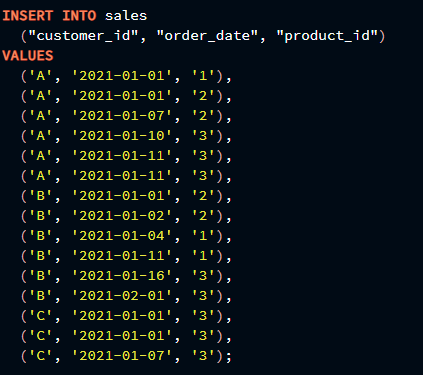 INSERT INTO sales
("customer_id", "order_date", "product_id")
VALUES
('A', '2021-01-01', '1'),
('A', '2021-01-01', '2'),
('A', '2021-01-07', '2'),
('A', '2021-01-10', '3'),
('A', '2021-01-11', '3'),
('A', '2021-01-11', '3'),
('B', '2021-01-01', '2'),
('B', '2021-01-02', '2'),
('B', '2021-01-04', '1'),
('B', '2021-01-11', '1'),
('B', '2021-01-16', '3'),
('B', '2021-02-01', '3'),
('C', '2021-01-01', '3'),
('C', '2021-01-01', '3'),
('C', '2021-01-07', '3');